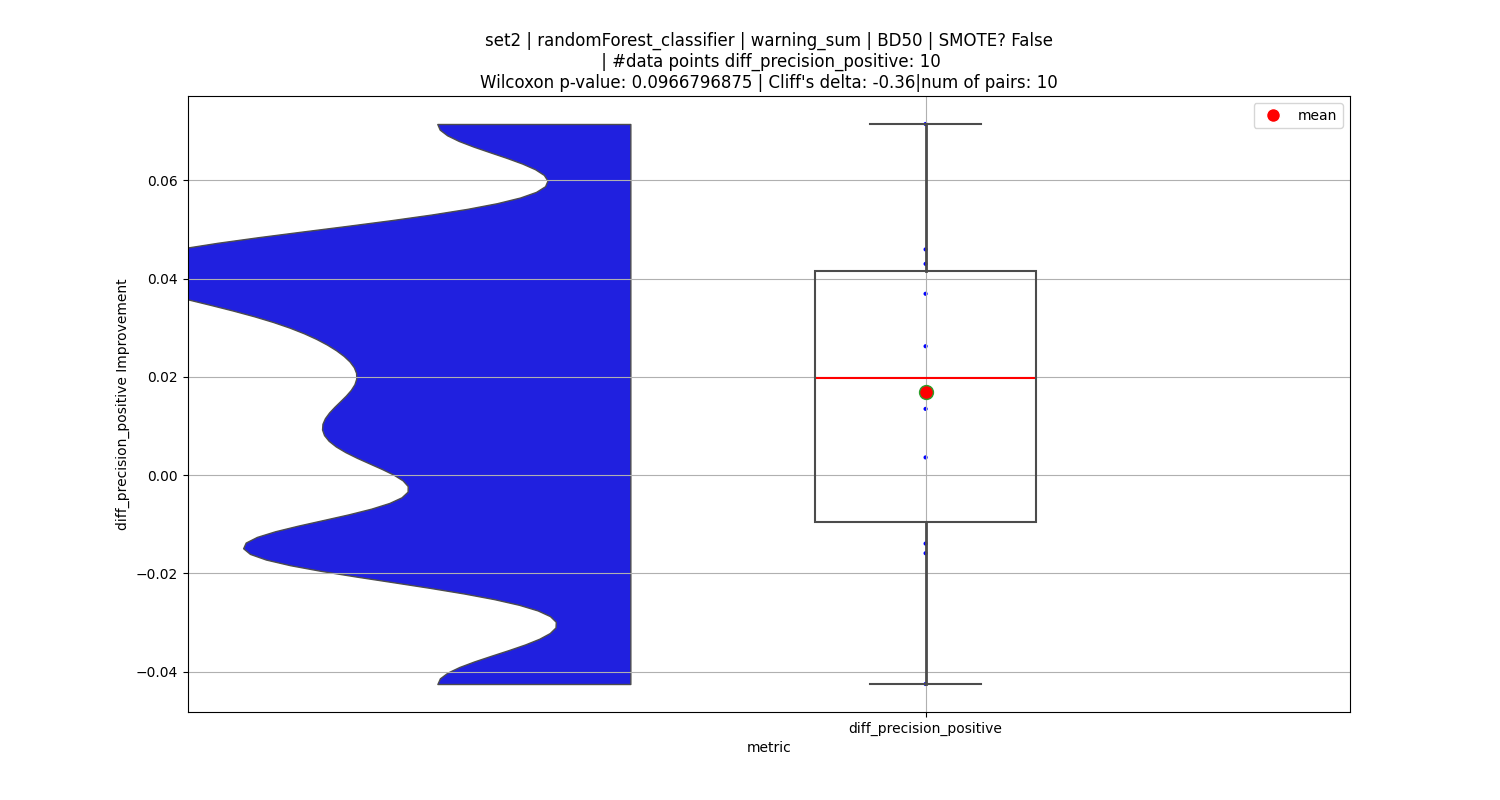 set2 | randomForest_classifier | warning_sum | BD50 | SMOTE? False
| #data points diff_precision_positive: 10
Wilcoxon p-value: 0.0966796875 | Cliff's delta: -0.36|num of pairs: 10
mean
0.06
0.04
0.02
0.00
−0.02
−0.04
diff_precision_positive Improvement
diff_precision_positive
metric